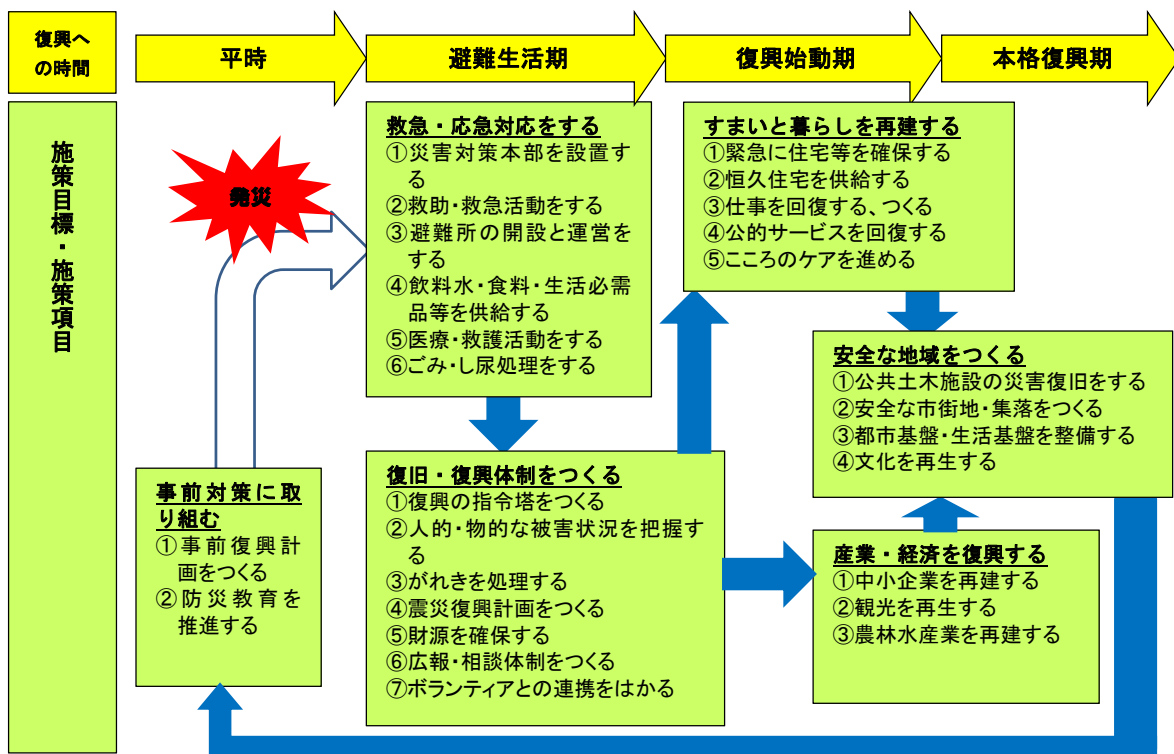 復興へ
の時間
平時
避難生活期
復興始動期
本格復興期
施策目標・施策項目
発災
事前対策に取
り組む
①事前復興計
画をつくる
②防災教育を
推進する
救急・応急対応をする
①災害対策本部を設置す
る
②救助・救急活動をする
③避難所の開設と運営を
する
④飲料水・食料・生活必需
品等を供給する
⑤医療・救護活動をする
⑥ごみ・し尿処理をする
復旧・復興体制をつくる
①復興の指令塔をつくる
②人的・物的な被害状況を把握す
る
③がれきを処理する
④震災復興計画をつくる
⑤財源を確保する
⑥広報・相談体制をつくる
⑦ボランティアとの連携をはかる
すまいと暮らしを再建する
①緊急に住宅等を確保する
②恒久住宅を供給する
③仕事を回復する、つくる
④公的サービスを回復する
⑤こころのケアを進める
安全な地域をつくる
①公共土木施設の災害復旧をする
②安全な市街地・集落をつくる
③都市基盤・生活基盤を整備する
④文化を再生する
産業・経済を復興する
①中小企業を再建する
②観光を再生する
③農林水産業を再建する